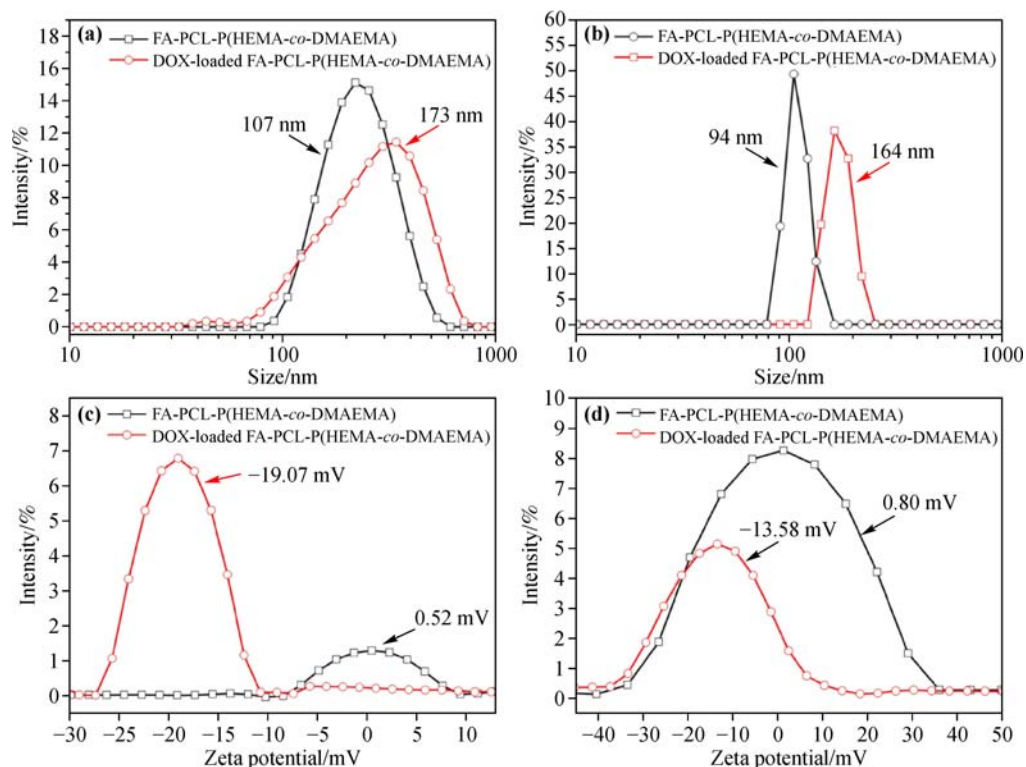 (a)
FA-PCL-P(HEMA-co-DMAEMA)
DOX-loaded FA-PCL-P(HEMA-co-DMAEMA)
18
16
14
12
10
8
6
4
2
0
Intensity/%
107 nm
173 nm
10
100
1000
Size/nm
(b)
FA-PCL-P(HEMA-co-DMAEMA)
DOX-loaded FA-PCL-P(HEMA-co-DMAEMA)
60
55
50
45
40
35
30
25
20
15
10
5
0
Intensity/%
94 nm
164 nm
10
100
1000
Size/nm
(c)
FA-PCL-P(HEMA-co-DMAEMA)
DOX-loaded FA-PCL-P(HEMA-co-DMAEMA)
8
7
6
5
4
3
2
1
0
Intensity/%
−19.07 mV
0.52 mV
−30
−25
−20
−15
−10
−5
0
5
10
Zeta potential/mV
(d)
FA-PCL-P(HEMA-co-DMAEMA)
DOX-loaded FA-PCL-P(HEMA-co-DMAEMA)
10
9
8
7
6
5
4
3
2
1
0
Intensity/%
−13.58 mV
0.80 mV
−40
−30
−20
−10
0
10
20
30
40
50
Zeta potential/mV